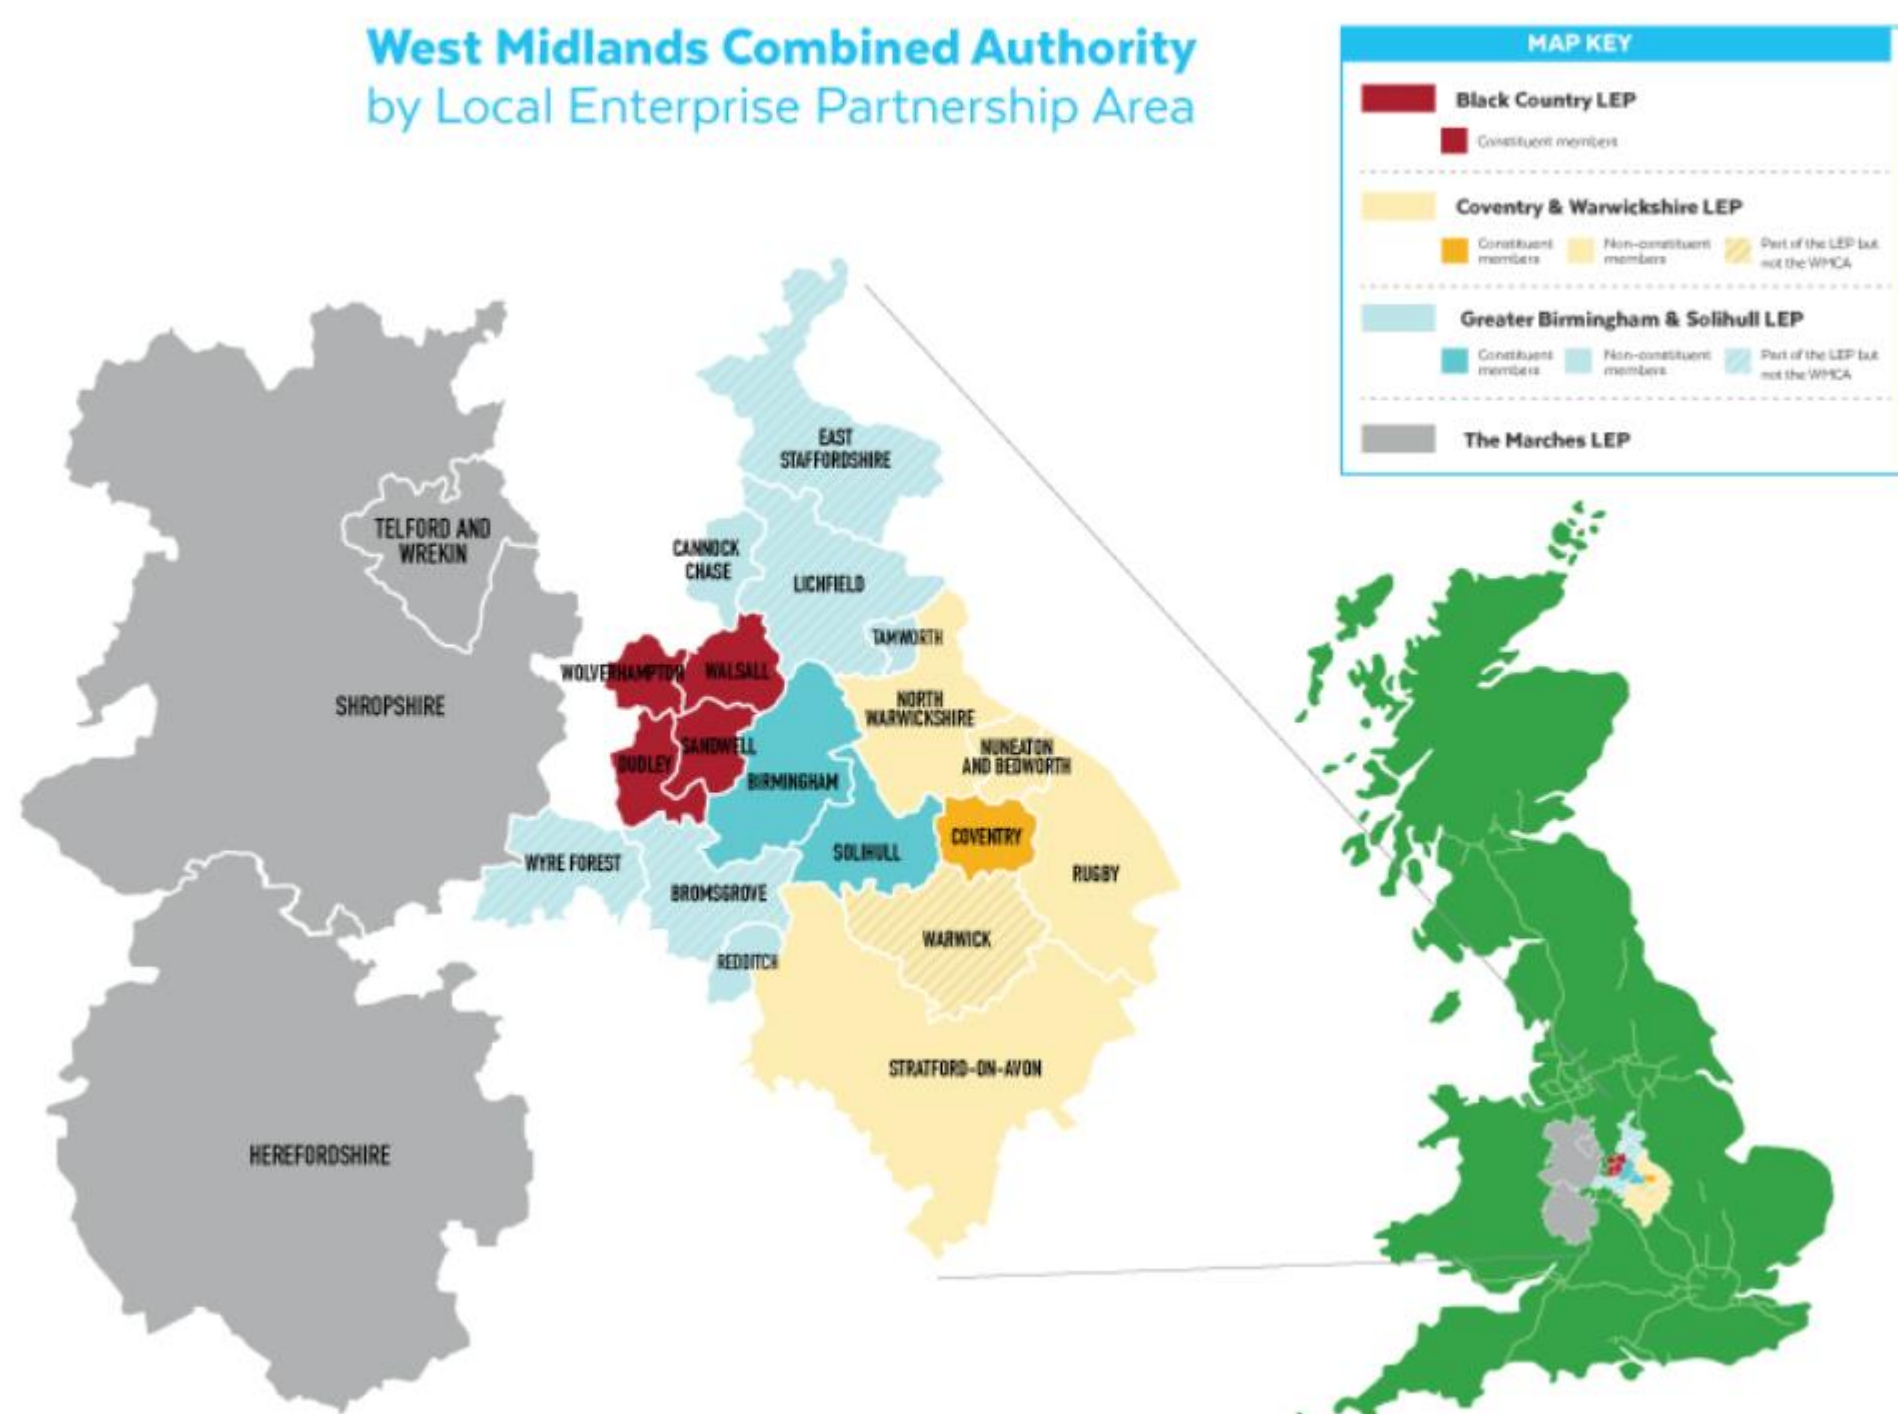 West Midlands Combined Authority
by Local Enterprise Partnership Area
MAP KEY
Black Country LEP
Constituent members
Coventry & Warwickshire LEP
Constituent
members
Non-constituent
members
Part of the LEP but
not the WMCA
Greater Birmingham & Solihull LEP
Constituent
members
Non-constituent
members
Part of the LEP but
not the WMCA
The Marches LEP
EAST
STAFFORDSHIRE
TELFORD AND
WREKIN
CANNOCK
CHASE
LICHFIELD
TAMWORTH
WOLVERHAMPTON
WALSALL
SHROPSHIRE
NORTH
WARWICKSHIRE
SANDWELL
DUDLEY
NUNEATON
AND BEDWORTH
BIRMINGHAM
COVENTRY
SOLIHULL
WYRE FOREST
RUGBY
BROMSGROVE
WARWICK
REDDITCH
STRATFORD-ON-AVON
HEREFORDSHIRE